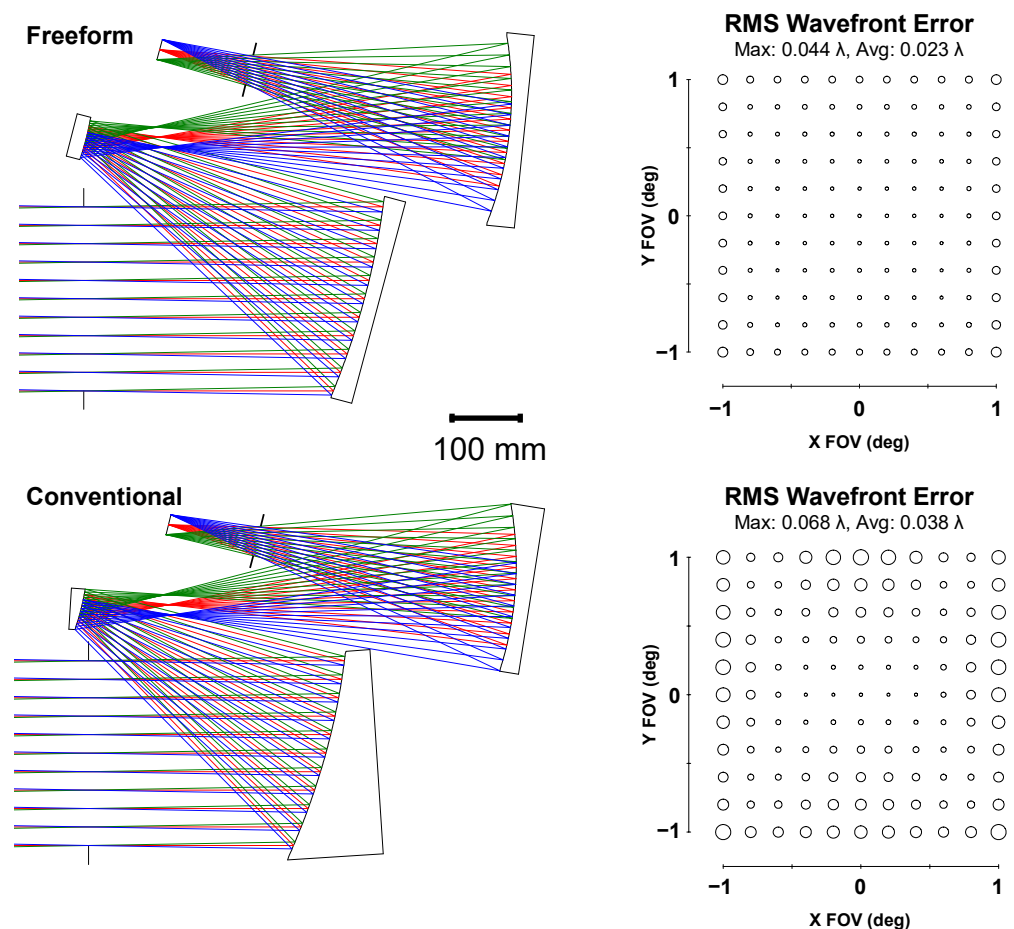 Freeform
RMS Wavefront Error
Max: 0.044 λ, Avg: 0.023 λ
1
0
−1
Y FOV (deg)
−1 0 1
X FOV (deg)
100 mm
Conventional
RMS Wavefront Error
Max: 0.068 λ, Avg: 0.038 λ
1
0
−1
Y FOV (deg)
−1 0 1
X FOV (deg)